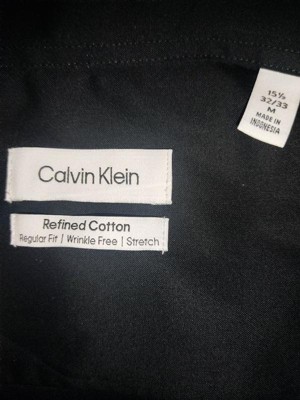 15½
32/33
M
MADE IN
INDONESIA
Calvin Klein
Refined Cotton
Regular Fit / Wrinkle Free | Stretch